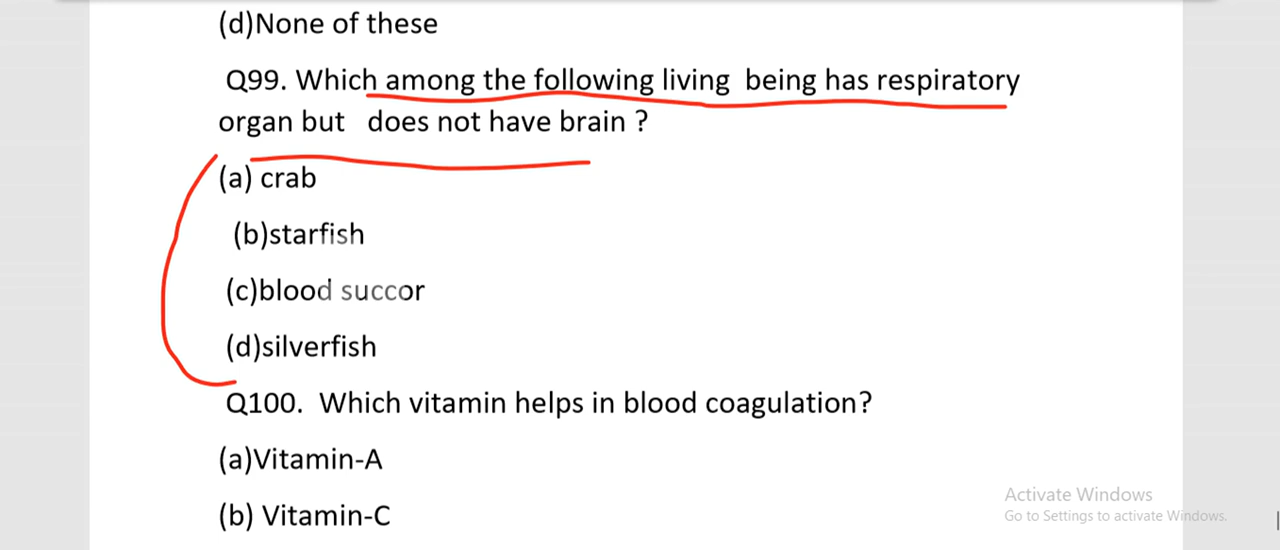 (d)None of these
Q99. Which among the following living being has respiratory
organ but does not have brain ?
(a) crab
(b)starfish
(c)blood succor
(d)silverfish
Q100. Which vitamin helps in blood coagulation?
(a)Vitamin-A
(b) Vitamin-C
Activate Windows
Go to Settings to activate Windows.